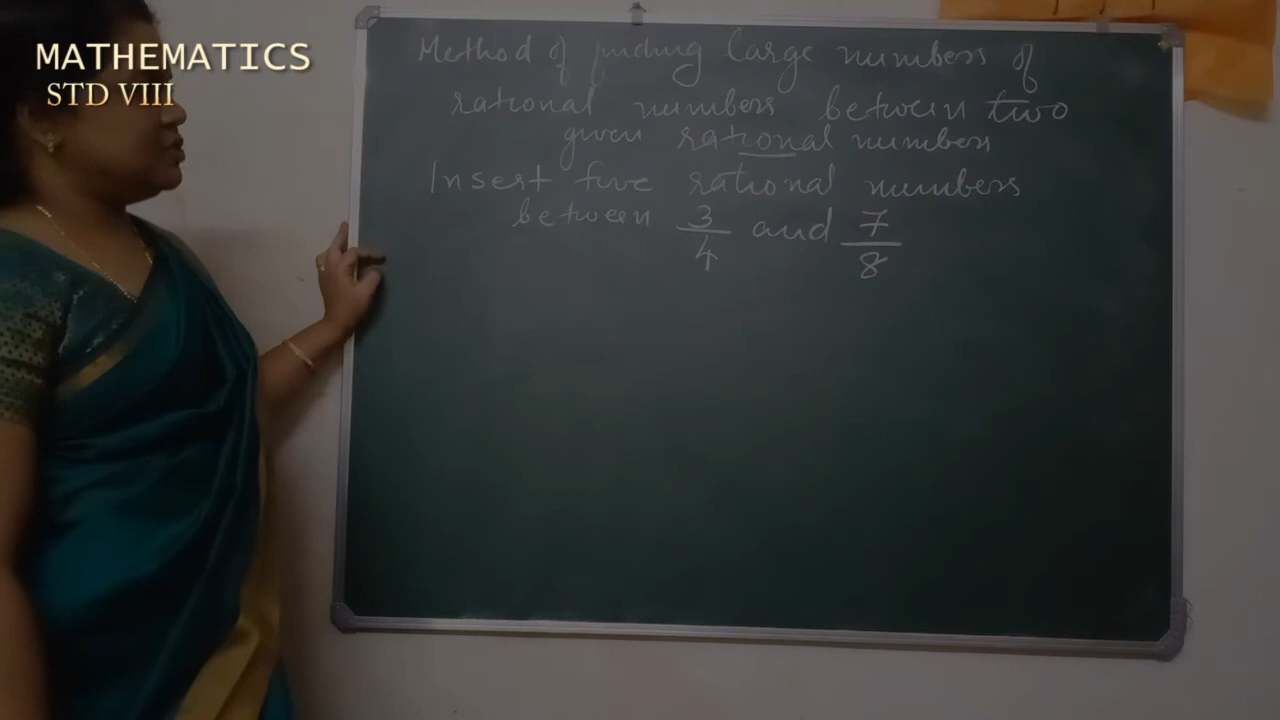 MATHEMATICS
STD VIII
Method of finding large numbers of
rational numbers between two
given rational numbers
Insert five rational numbers
between 3/4 and 7/8